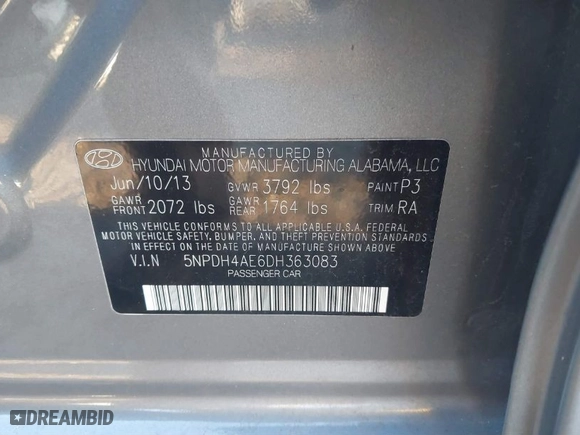 MANUFACTURED BY
HYUNDAI MOTOR MANUFACTURING ALABAMA, LLC
Jun/10/13 GVWR 3792 lbs PAINT P3
GAWR FRONT 2072 lbs GAWR REAR 1764 lbs TRIM RA
THIS VEHICLE CONFORMS TO ALL APPLICABLE U.S.A FEDERAL
MOTOR VEHICLE SAFETY, BUMPER, AND THEFT PREVENTION STANDARDS
IN EFFECT ON THE DATE OF MANUFACTURE SHOWN ABOVE
V.I.N 5NPDH4AE6DH363083
PASSENGER CAR
DREAMBID